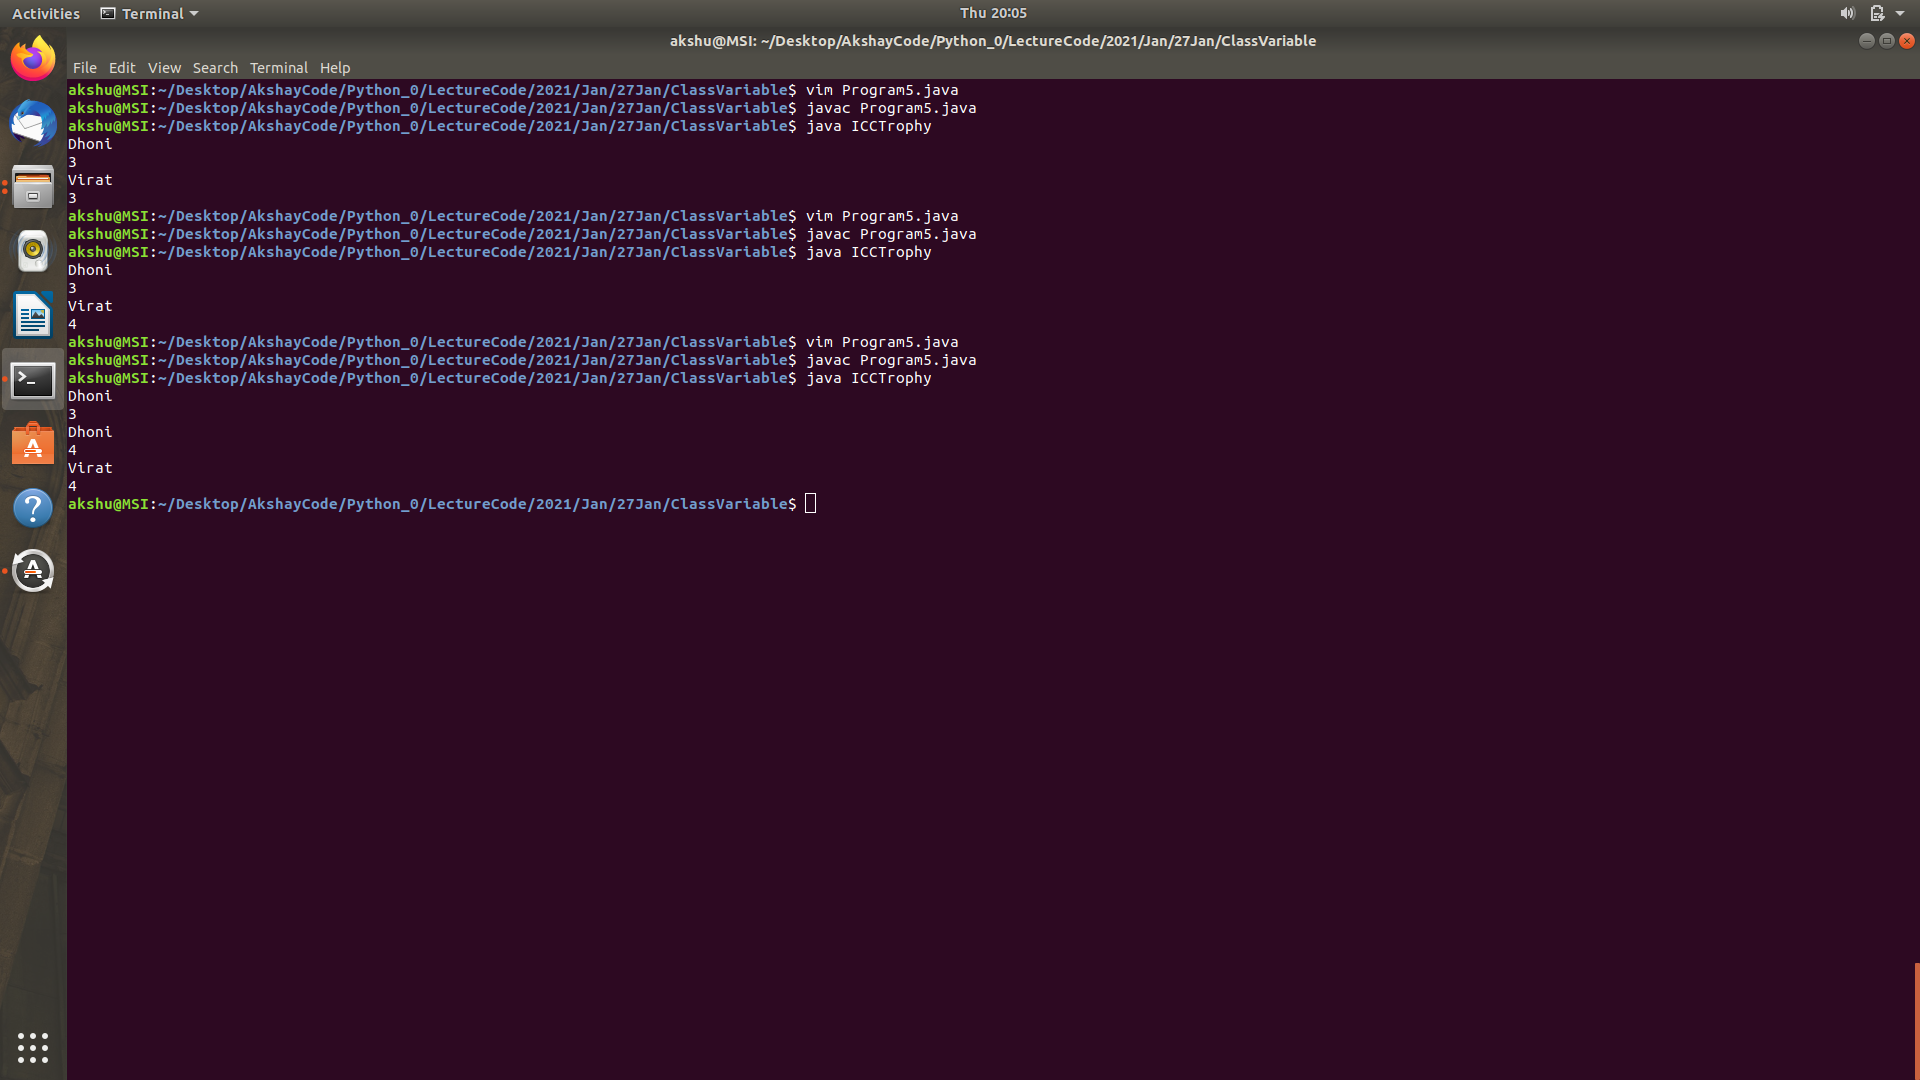 Activities Terminal Thu 20:05
akshu@MSI: ~/Desktop/AkshayCode/Python_0/LectureCode/2021/Jan/27Jan/ClassVariable
File Edit View Search Terminal Help
akshu@MSI:~/Desktop/AkshayCode/Python_0/LectureCode/2021/Jan/27Jan/ClassVariable$ vim Program5.java
akshu@MSI:~/Desktop/AkshayCode/Python_0/LectureCode/2021/Jan/27Jan/ClassVariable$ javac Program5.java
akshu@MSI:~/Desktop/AkshayCode/Python_0/LectureCode/2021/Jan/27Jan/ClassVariable$ java ICCTrophy
Dhoni
3
Virat
3
akshu@MSI:~/Desktop/AkshayCode/Python_0/LectureCode/2021/Jan/27Jan/ClassVariable$ vim Program5.java
akshu@MSI:~/Desktop/AkshayCode/Python_0/LectureCode/2021/Jan/27Jan/ClassVariable$ javac Program5.java
akshu@MSI:~/Desktop/AkshayCode/Python_0/LectureCode/2021/Jan/27Jan/ClassVariable$ java ICCTrophy
Dhoni
3
Virat
4
akshu@MSI:~/Desktop/AkshayCode/Python_0/LectureCode/2021/Jan/27Jan/ClassVariable$ vim Program5.java
akshu@MSI:~/Desktop/AkshayCode/Python_0/LectureCode/2021/Jan/27Jan/ClassVariable$ javac Program5.java
akshu@MSI:~/Desktop/AkshayCode/Python_0/LectureCode/2021/Jan/27Jan/ClassVariable$ java ICCTrophy
Dhoni
3
Dhoni
4
Virat
4
akshu@MSI:~/Desktop/AkshayCode/Python_0/LectureCode/2021/Jan/27Jan/ClassVariable$